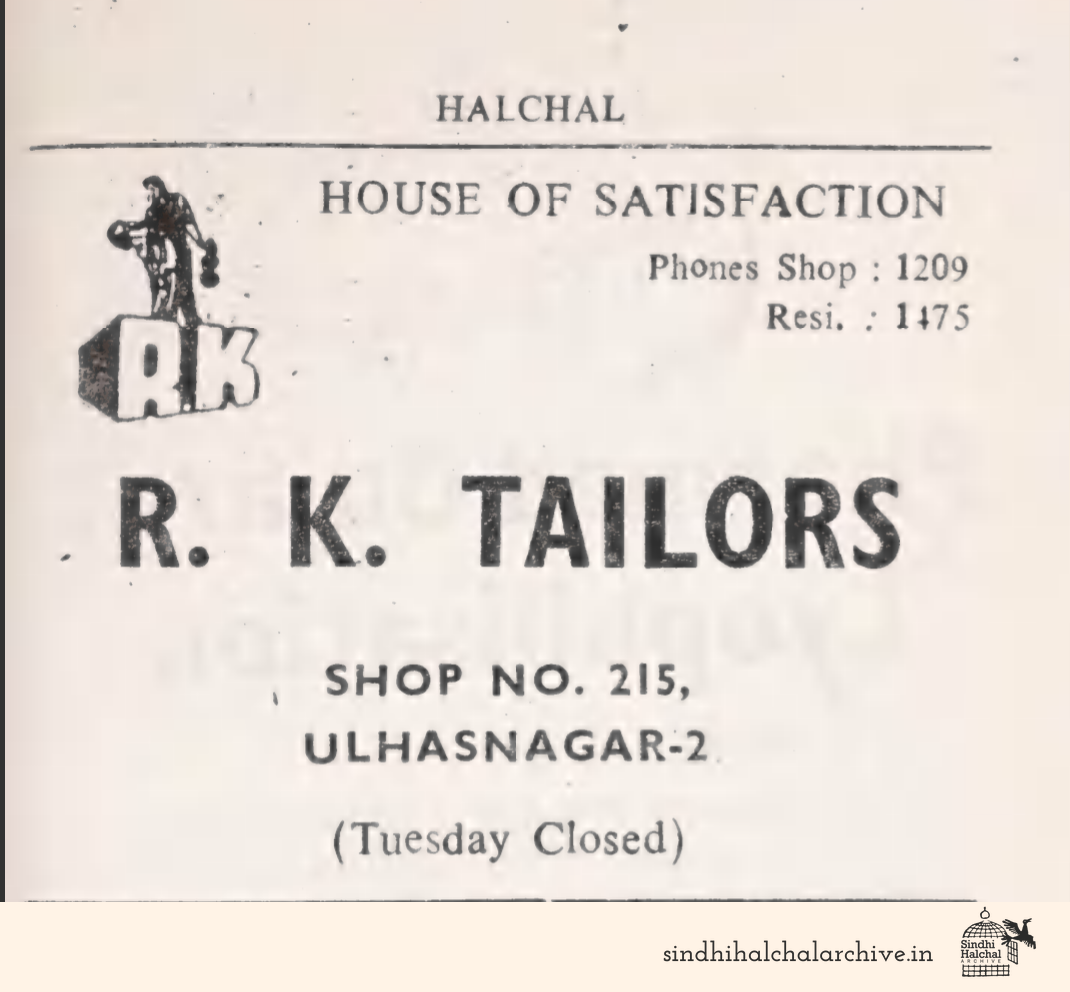 HALCHAL
HOUSE OF SATISFACTION
Phones Shop : 1209
Resi. : 1475
R.K
R. K. TAILORS
SHOP NO. 215,
ULHASNAGAR-2
(Tuesday Closed)
sindhihalchalarchive.in
Sindhi
Halchal
ARCHIVE